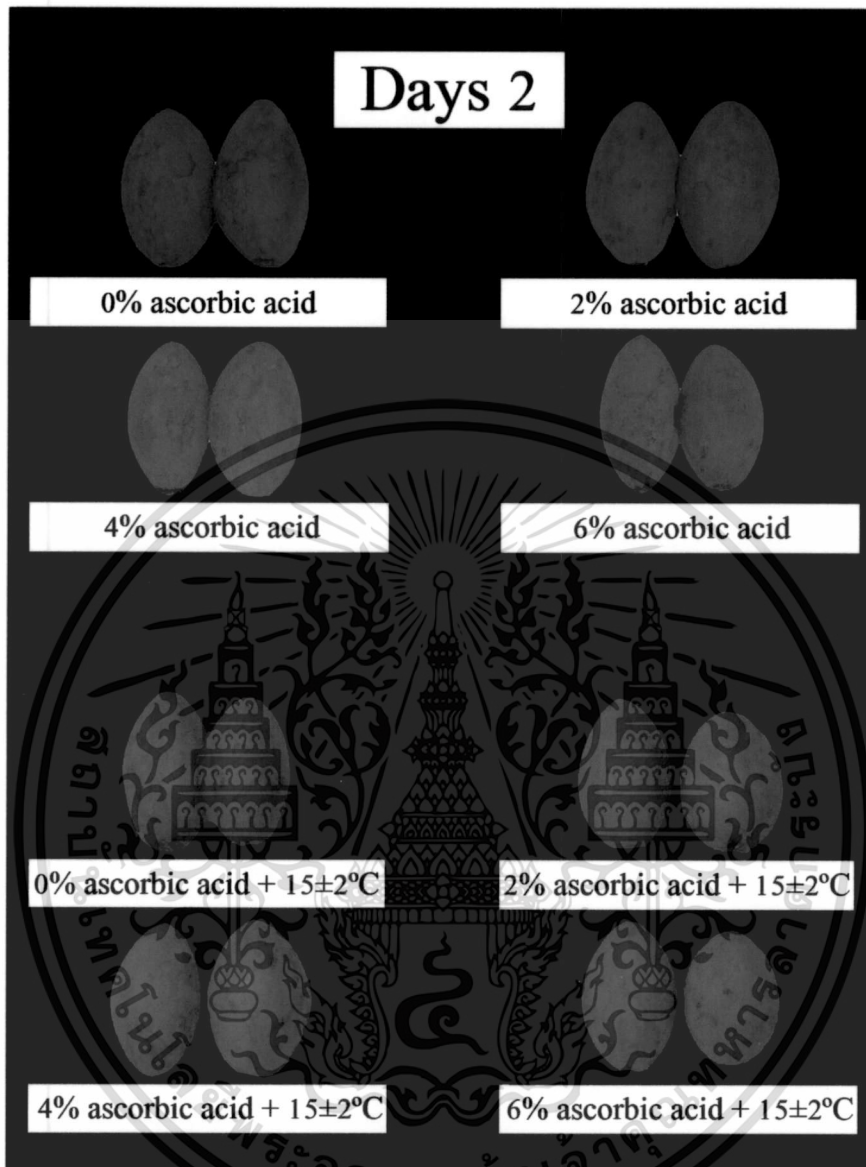 Days 2
0% ascorbic acid
2% ascorbic acid
4% ascorbic acid
6% ascorbic acid
0% ascorbic acid + 15±2ºC
2% ascorbic acid + 15±2ºC
4% ascorbic acid + 15±2ºC
6% ascorbic acid + 15±2ºC